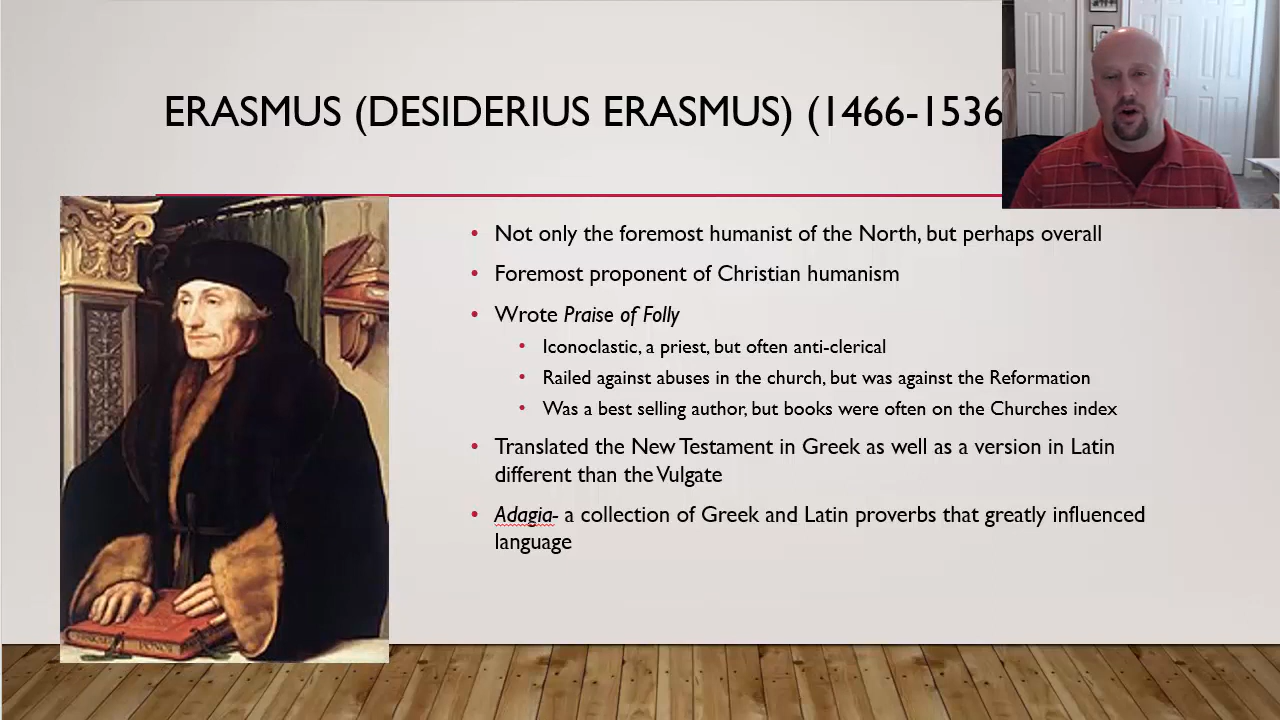 ERASMUS (DESIDERIUS ERASMUS) (1466-1536
Not only the foremost humanist of the North, but perhaps overall
Foremost proponent of Christian humanism
Wrote Praise of Folly
Iconoclastic, a priest, but often anti-clerical
Railed against abuses in the church, but was against the Reformation
Was a best selling author, but books were often on the Churches index
Translated the New Testament in Greek as well as a version in Latin
different than the Vulgate
Adagia- a collection of Greek and Latin proverbs that greatly influenced
language